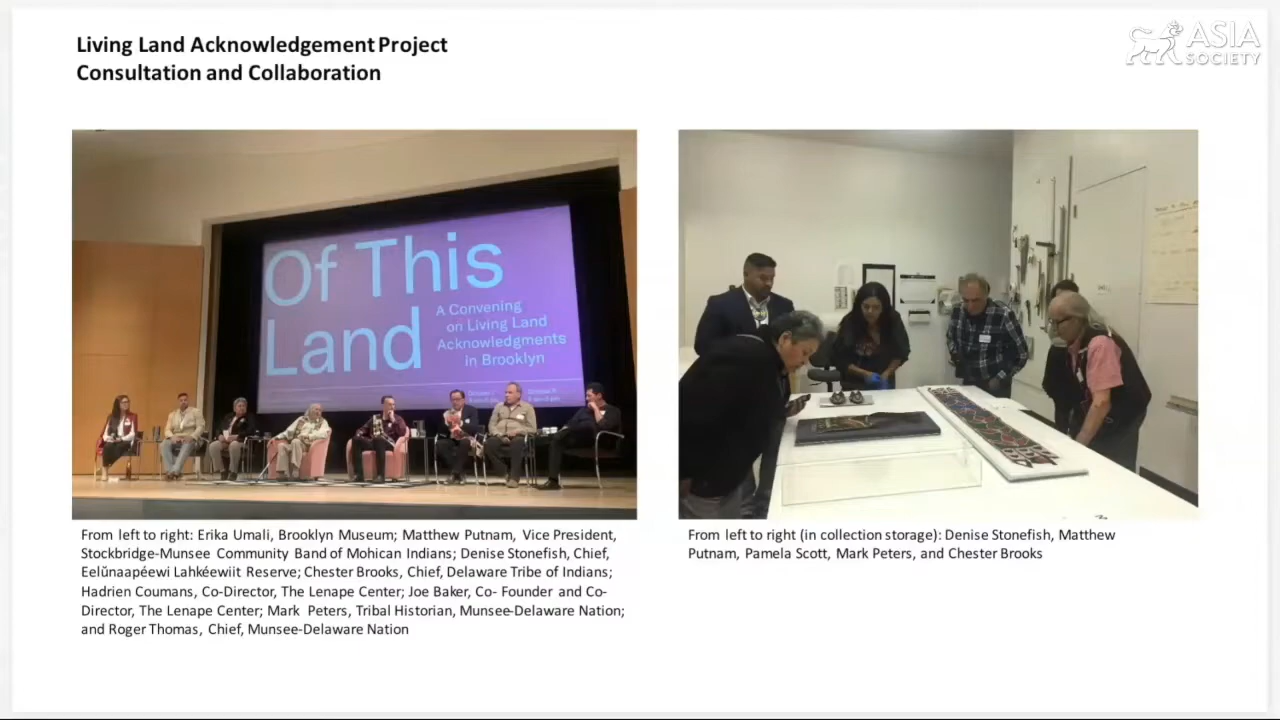 Living Land Acknowledgement Project
Consultation and Collaboration
ASIA
SOCIETY
Of This
Land
A Convening
on Living Land
Acknowledgments
in Brooklyn
From left to right: Erika Umali, Brooklyn Museum; Matthew Putnam, Vice President,
Stockbridge-Munsee Community Band of Mohican Indians; Denise Stonefish, Chief,
Eelŭnaapéewi Lahkéewiit Reserve; Chester Brooks, Chief, Delaware Tribe of Indians;
Hadrien Coumans, Co-Director, The Lenape Center; Joe Baker, Co- Founder and Co-
Director, The Lenape Center; Mark Peters, Tribal Historian, Munsee-Delaware Nation;
and Roger Thomas, Chief, Munsee-Delaware Nation
From left to right (in collection storage): Denise Stonefish, Matthew
Putnam, Pamela Scott, Mark Peters, and Chester Brooks